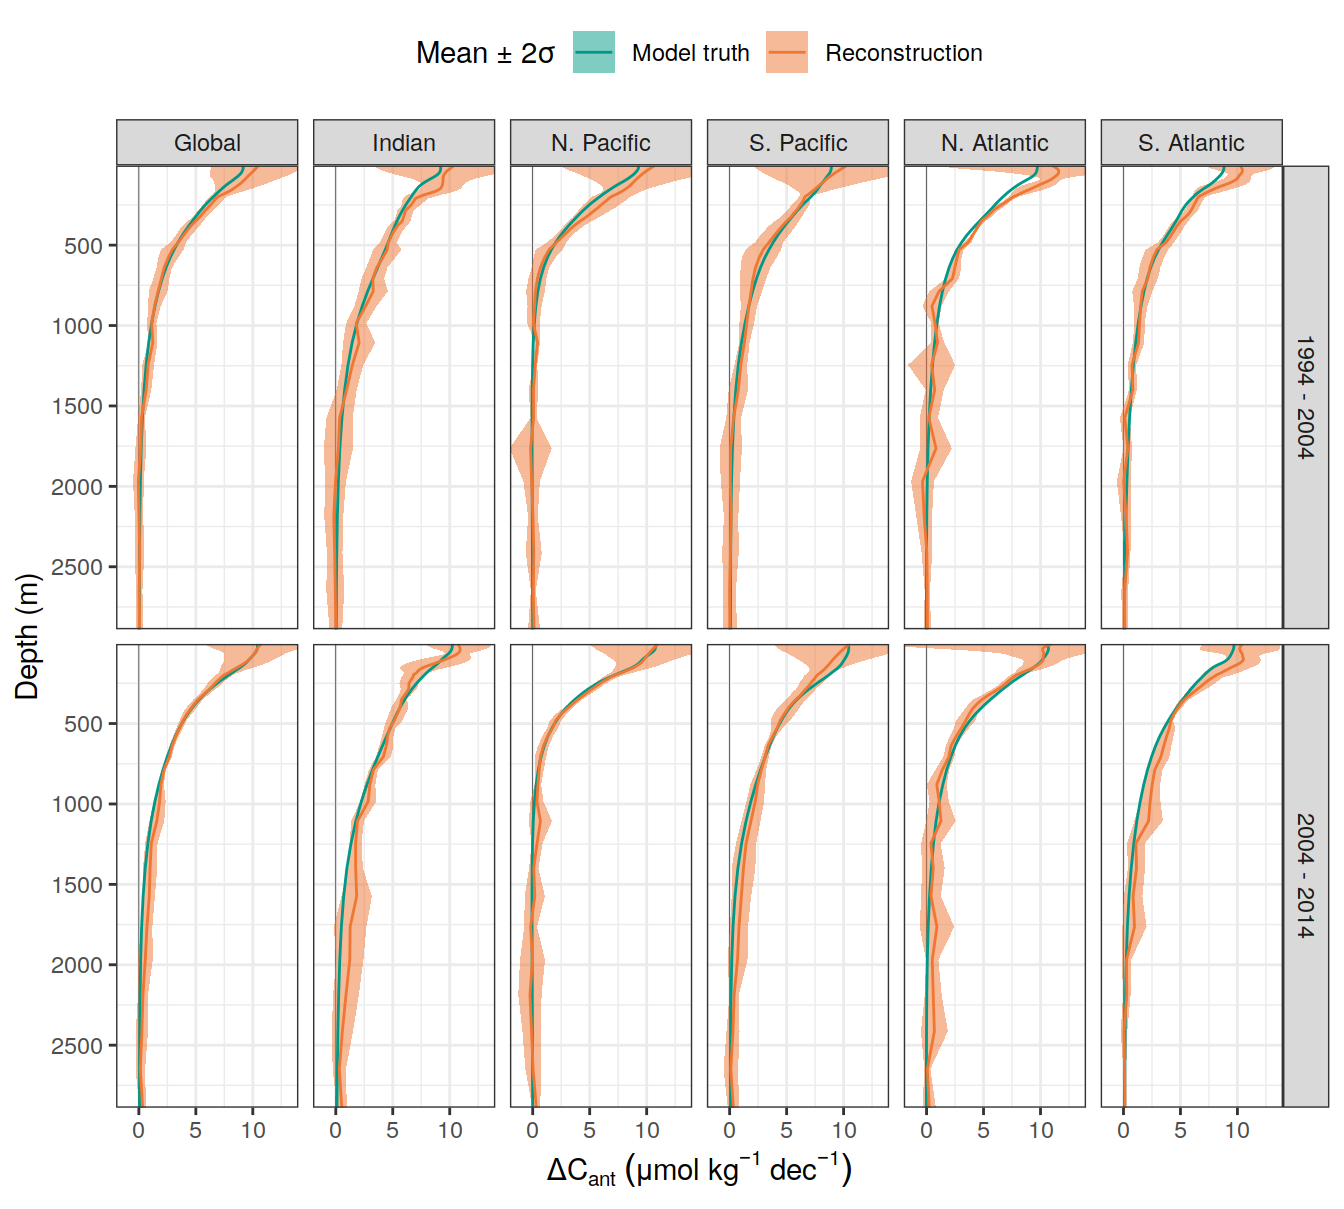 Mean ± 2σ Model truth Reconstruction
Global Indian N. Pacific S. Pacific N. Atlantic S. Atlantic
500
1000
1500
2000
2500
1994 - 2004
500
1000
1500
2000
2500
2004 - 2014
Depth (m)
0 5 10 0 5 10 0 5 10 0 5 10 0 5 10 0 5 10
ΔCant (μmol kg−1 dec−1)